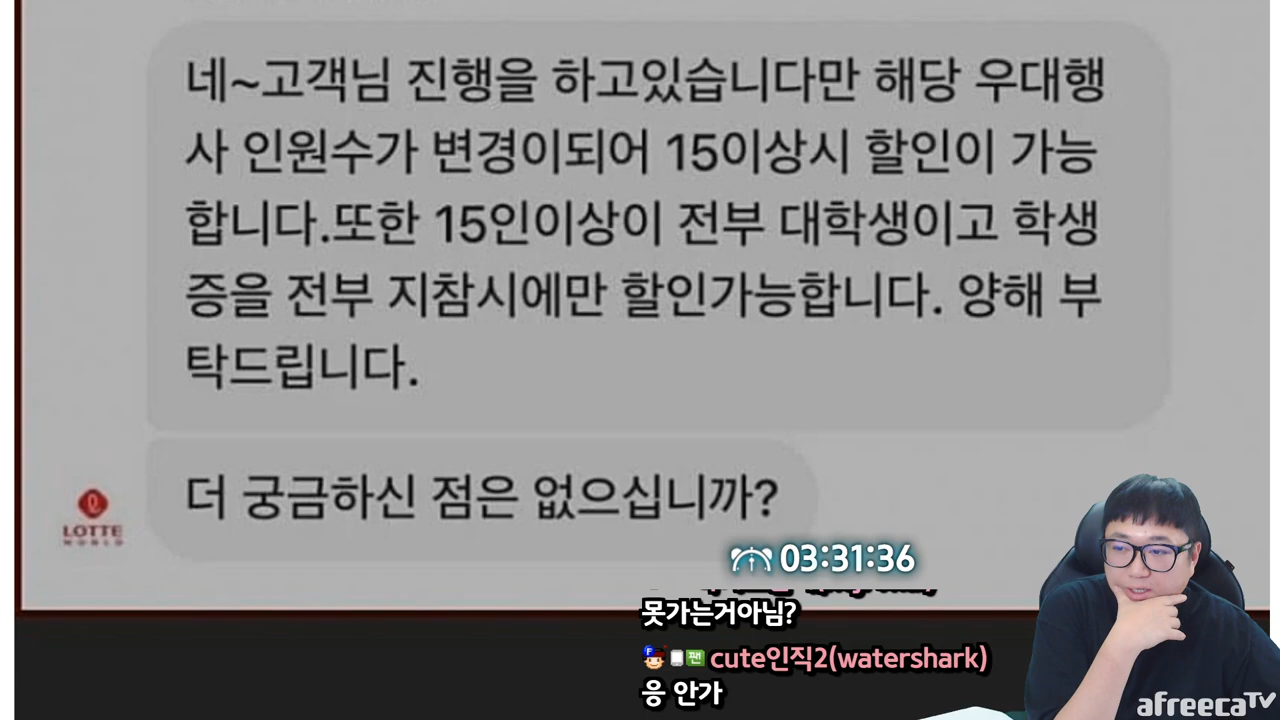 네~고객님 진행을 하고있습니다만 해당 우대행
사 인원수가 변경이되어 15이상시 할인이 가능
합니다.또한 15인이상이 전부 대학생이고 학생
증을 전부 지참시에만 할인가능합니다. 양해 부
탁드립니다.
더 궁금하신 점은 없으십니까?
LOTTE
WORLD
03:31:36
못가는거아님?
F 팬 cute인직2(watershark)
응 안가
afreecaTV